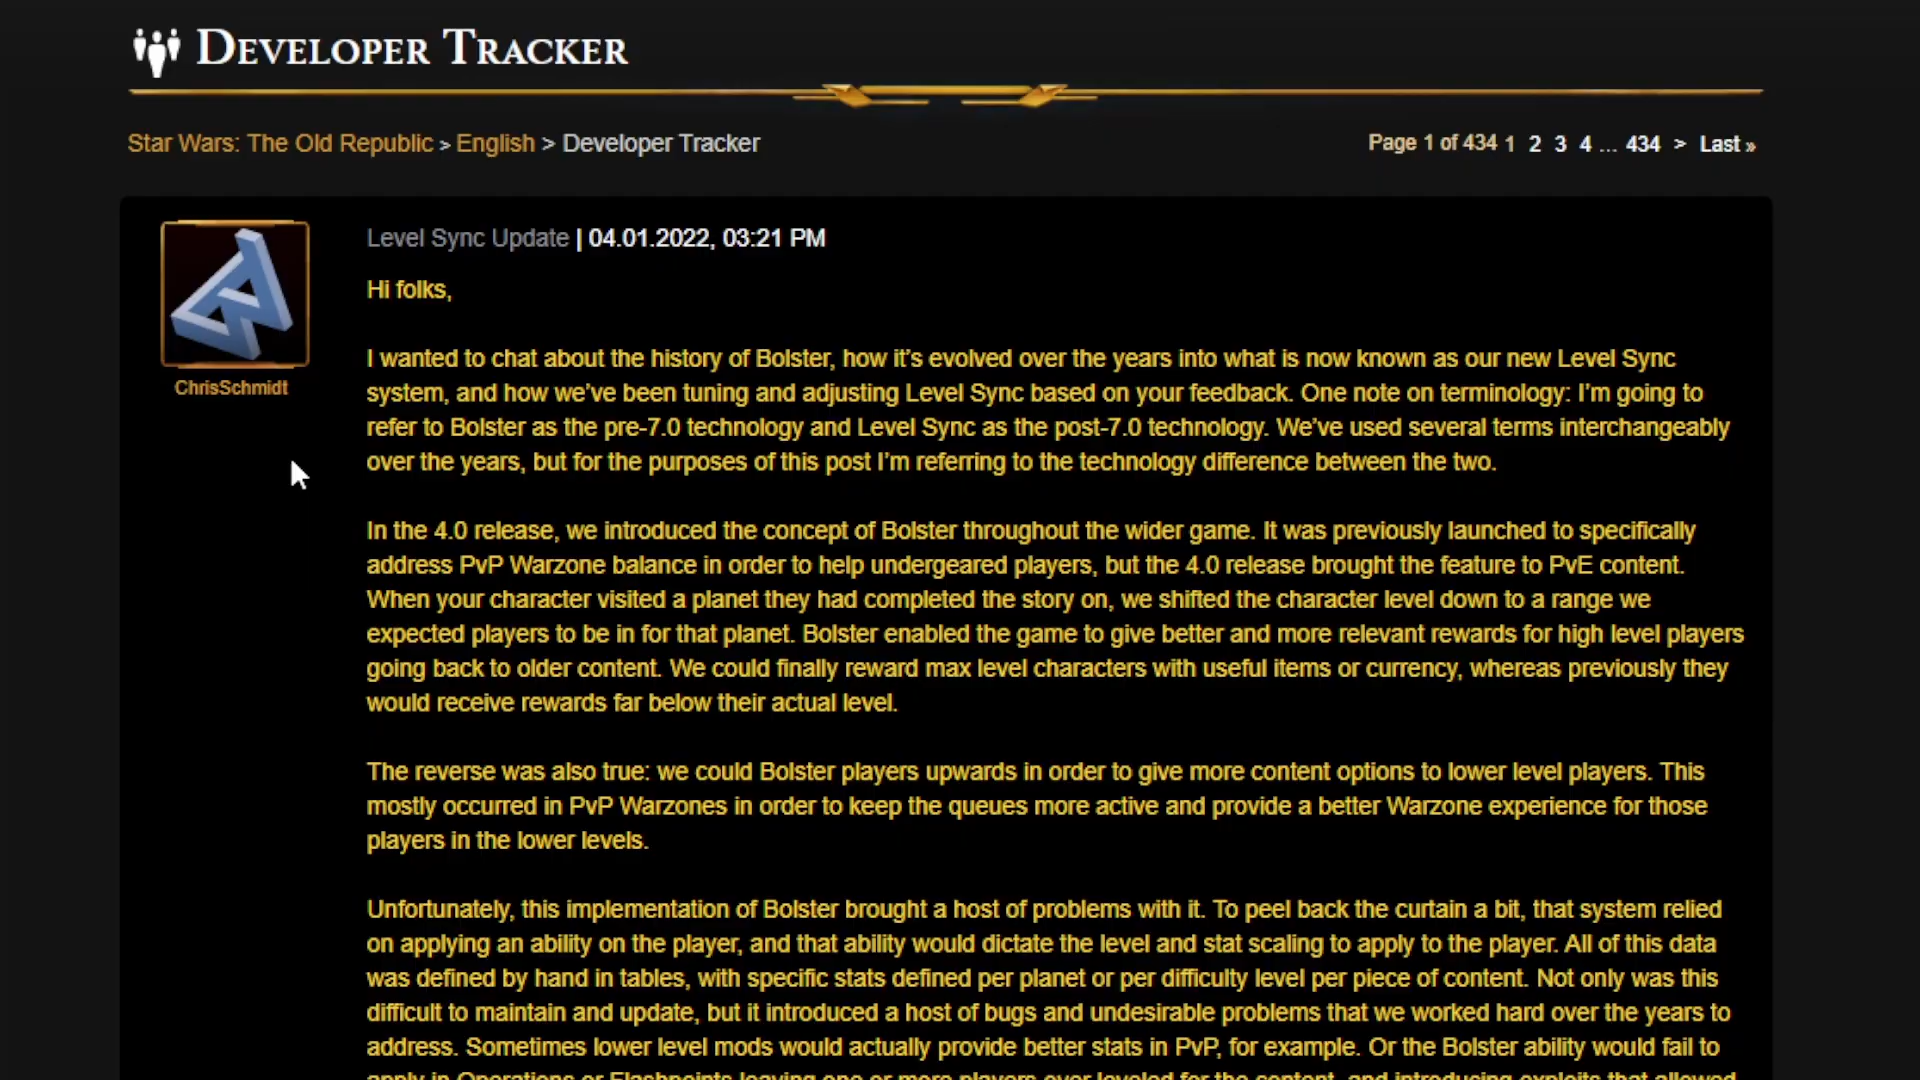 DEVELOPER TRACKER
Star Wars: The Old Republic > English > Developer Tracker
Page 1 of 434 1 2 3 4 ... 434 > Last »
Level Sync Update | 04.01.2022, 03:21 PM
ChrisSchmidt
Hi folks,
I wanted to chat about the history of Bolster, how it's evolved over the years into what is now known as our new Level Sync
system, and how we've been tuning and adjusting Level Sync based on your feedback. One note on terminology: I'm going to
refer to Bolster as the pre-7.0 technology and Level Sync as the post-7.0 technology. We've used several terms interchangeably
over the years, but for the purposes of this post I'm referring to the technology difference between the two.
In the 4.0 release, we introduced the concept of Bolster throughout the wider game. It was previously launched to specifically
address PvP Warzone balance in order to help undergeared players, but the 4.0 release brought the feature to PvE content.
When your character visited a planet they had completed the story on, we shifted the character level down to a range we
expected players to be in for that planet. Bolster enabled the game to give better and more relevant rewards for high level players
going back to older content. We could finally reward max level characters with useful items or currency, whereas previously they
would receive rewards far below their actual level.
The reverse was also true: we could Bolster players upwards in order to give more content options to lower level players. This
mostly occurred in PvP Warzones in order to keep the queues more active and provide a better Warzone experience for those
players in the lower levels.
Unfortunately, this implementation of Bolster brought a host of problems with it. To peel back the curtain a bit, that system relied
on applying an ability on the player, and that ability would dictate the level and stat scaling to apply to the player. All of this data
was defined by hand in tables, with specific stats defined per planet or per difficulty level per piece of content. Not only was this
difficult to maintain and update, but it introduced a host of bugs and undesirable problems that we worked hard over the years to
address. Sometimes lower level mods would actually provide better stats in PvP, for example. Or the Bolster ability would fail to
apply in Operations or Flashpoints leaving one or more players over leveled for the content, and introducing exploits that allowed